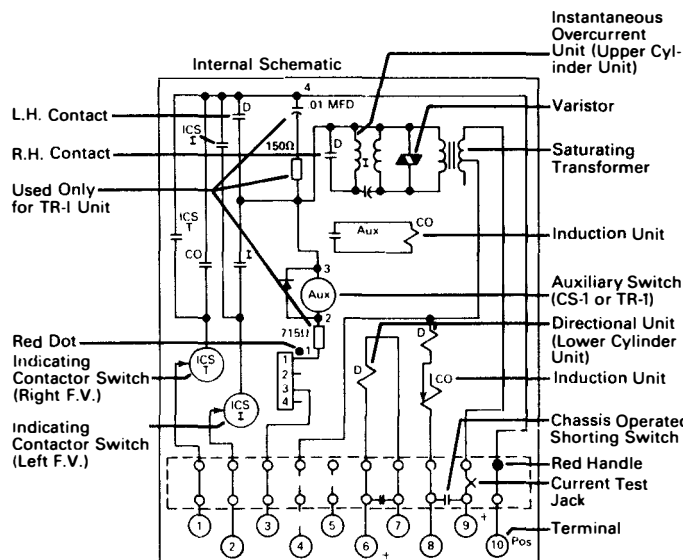 Internal Schematic
Instantaneous
Overcurrent
Unit (Upper Cyl-
inder Unit)
Varistor
Saturating
Transformer
Induction Unit
Auxiliary Switch
(CS-1 or TR-1)
Directional Unit
(Lower Cylinder
Unit)
Induction Unit
Chassis Operated
Shorting Switch
Red Handle
Current Test
Jack
Terminal
L.H. Contact
R.H. Contact
Used Only
for TR-I Unit
Red Dot
Indicating
Contactor Switch
(Right F.V.)
Indicating
Contactor Switch
(Left F.V.)
4
D
.01 MFD
ICS
I
150Ω
D
I
ICS
T
CO
I
Aux
CO
3
Aux
2
715Ω
1
1
2
3
4
ICS
T
ICS
I
D
D
CO
1
2
3
4
5
6
+
7
8
9
+
10
Pos